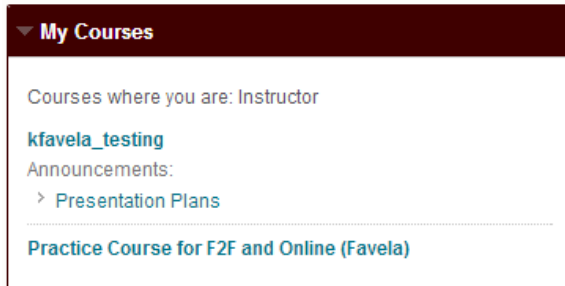 My Courses
Courses where you are: Instructor
kfavela_testing
Announcements:
Presentation Plans
Practice Course for F2F and Online (Favela)